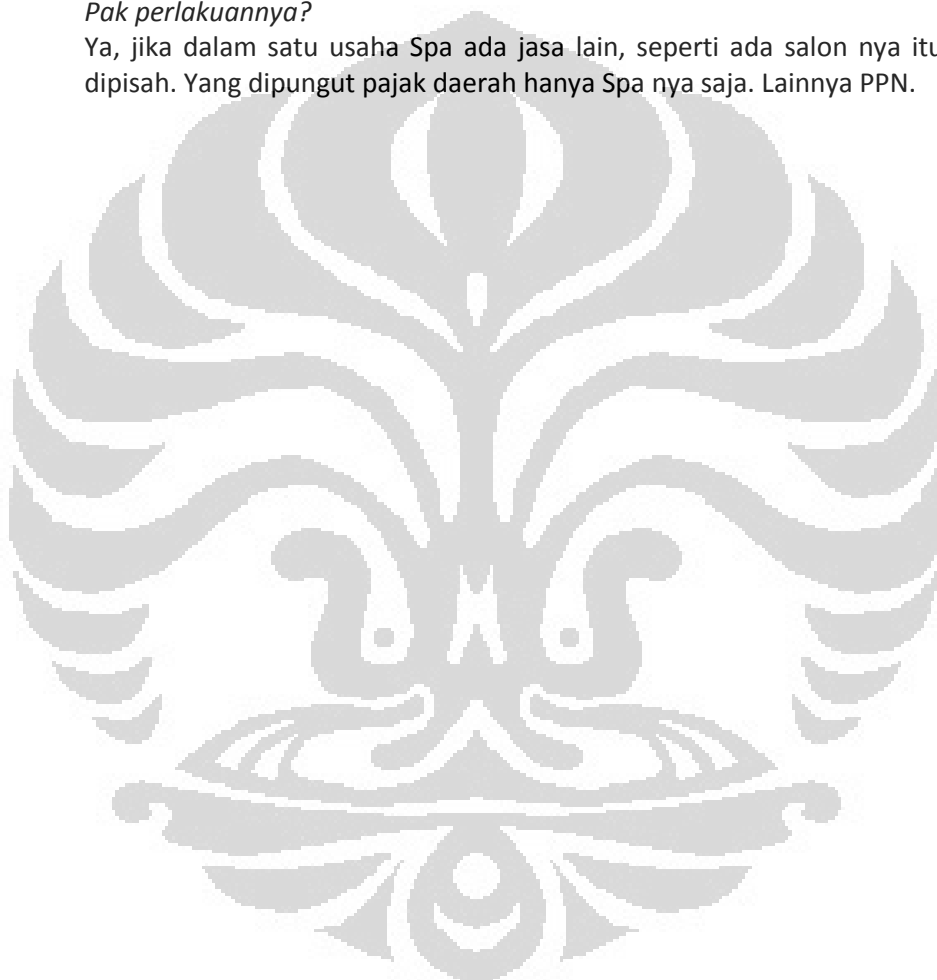 Pak perlakuannya?
Ya, jika dalam satu usaha Spa ada jasa lain, seperti ada salon nya itu
dipisah. Yang dipungut pajak daerah hanya Spa nya saja. Lainnya PPN.